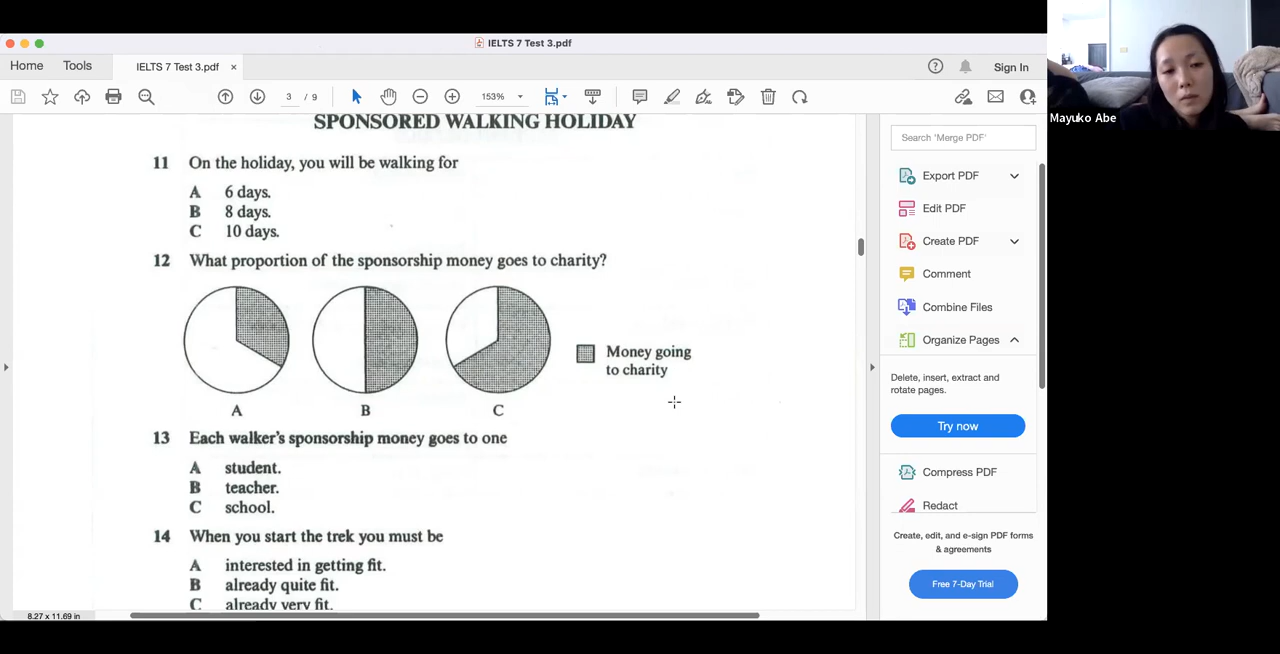 IELTS 7 Test 3.pdf
Home Tools IELTS 7 Test 3.pdf × Sign In
3 / 9 153%
Mayuko Abe
SPONSORED WALKING HOLIDAY
11 On the holiday, you will be walking for
A 6 days.
B 8 days.
C 10 days.
12 What proportion of the sponsorship money goes to charity?
Money going
to charity
A B C
13 Each walker's sponsorship money goes to one
A student.
B teacher.
C school.
14 When you start the trek you must be
A interested in getting fit.
B already quite fit.
C already very fit.
8.27 x 11.69 in
Search 'Merge PDF'
Export PDF
Edit PDF
Create PDF
Comment
Combine Files
Organize Pages
Delete, insert, extract and
rotate pages.
Try now
Compress PDF
Redact
Create, edit, and e-sign PDF forms
& agreements
Free 7-Day Trial